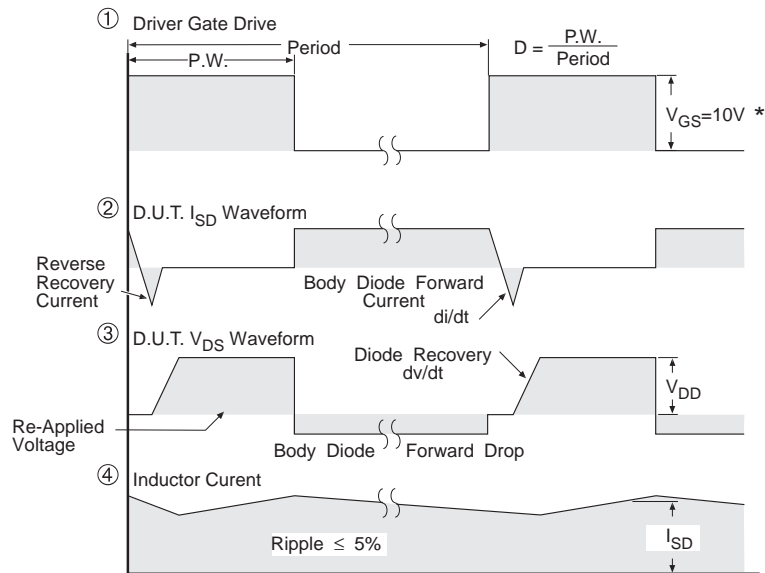 ① Driver Gate Drive
Period
P.W.
D = P.W. / Period
V_GS=10V *
② D.U.T. I_SD Waveform
Reverse
Recovery
Current
Body Diode Forward
Current
di/dt
③ D.U.T. V_DS Waveform
Diode Recovery
dv/dt
V_DD
Re-Applied
Voltage
Body Diode Forward Drop
④ Inductor Curent
Ripple ≤ 5%
I_SD